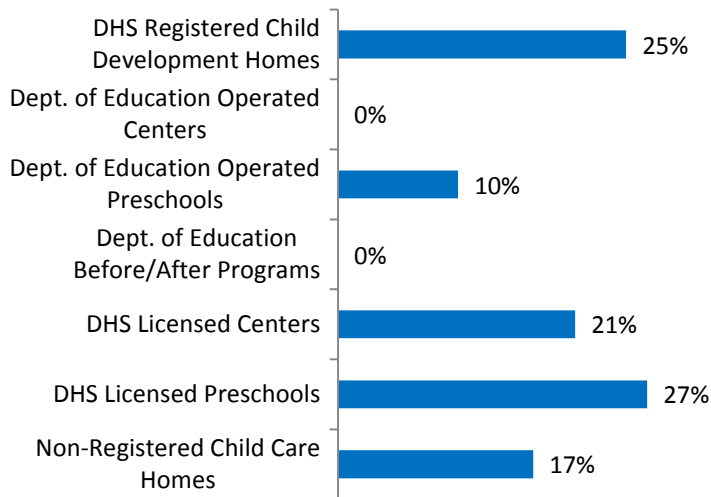 DHS Registered Child
Development Homes
25%
Dept. of Education Operated
Centers
0%
Dept. of Education Operated
Preschools
10%
Dept. of Education
Before/After Programs
0%
DHS Licensed Centers
21%
DHS Licensed Preschools
27%
Non-Registered Child Care
Homes
17%